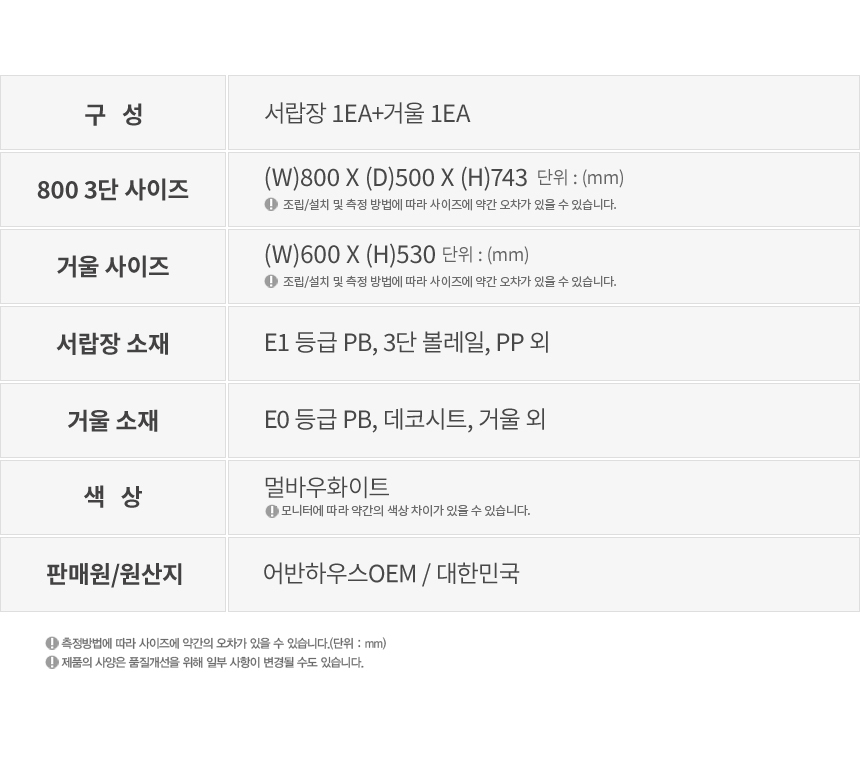 구 성
서랍장 1EA+거울 1EA
800 3단 사이즈
(W)800 X (D)500 X (H)743 단위 : (mm)
조립/설치 및 측정 방법에 따라 사이즈에 약간 오차가 있을 수 있습니다.
거울 사이즈
(W)600 X (H)530 단위 : (mm)
조립/설치 및 측정 방법에 따라 사이즈에 약간 오차가 있을 수 있습니다.
서랍장 소재
E1 등급 PB, 3단 볼레일, PP 외
거울 소재
E0 등급 PB, 데코시트, 거울 외
색 상
멀바우화이트
모니터에 따라 약간의 색상 차이가 있을 수 있습니다.
판매원/원산지
어반하우스OEM / 대한민국
측정방법에 따라 사이즈에 약간의 오차가 있을 수 있습니다.(단위 : mm)
제품의 사양은 품질개선을 위해 일부 사항이 변경될 수도 있습니다.